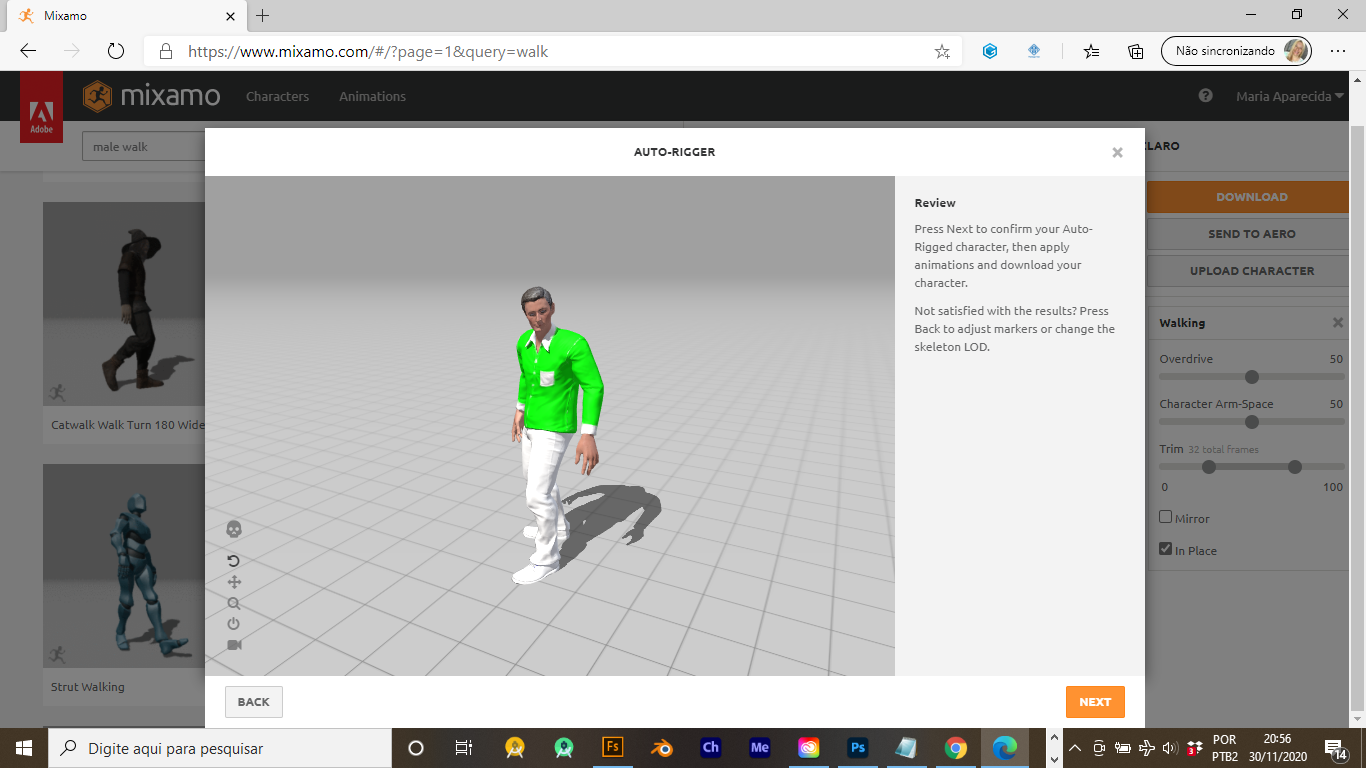 Mixamo
https://www.mixamo.com/#/?page=1&query=walk
Não sincronizando
Adobe
mixamo
Characters
Animations
Maria Aparecida
male walk
AUTO-RIGGER
CLARO
Review
Press Next to confirm your Auto-
Rigged character, then apply
animations and download your
character.
Not satisfied with the results? Press
Back to adjust markers or change the
skeleton LOD.
DOWNLOAD
SEND TO AERO
UPLOAD CHARACTER
Walking
Overdrive 50
Character Arm-Space 50
Trim 32 total frames
0 100
Mirror
In Place
Catwalk Walk Turn 180 Wide
Strut Walking
BACK
NEXT
Digite aqui para pesquisar
Fs
Ch
Me
Ps
3
POR
PTB2
20:56
30/11/2020
14